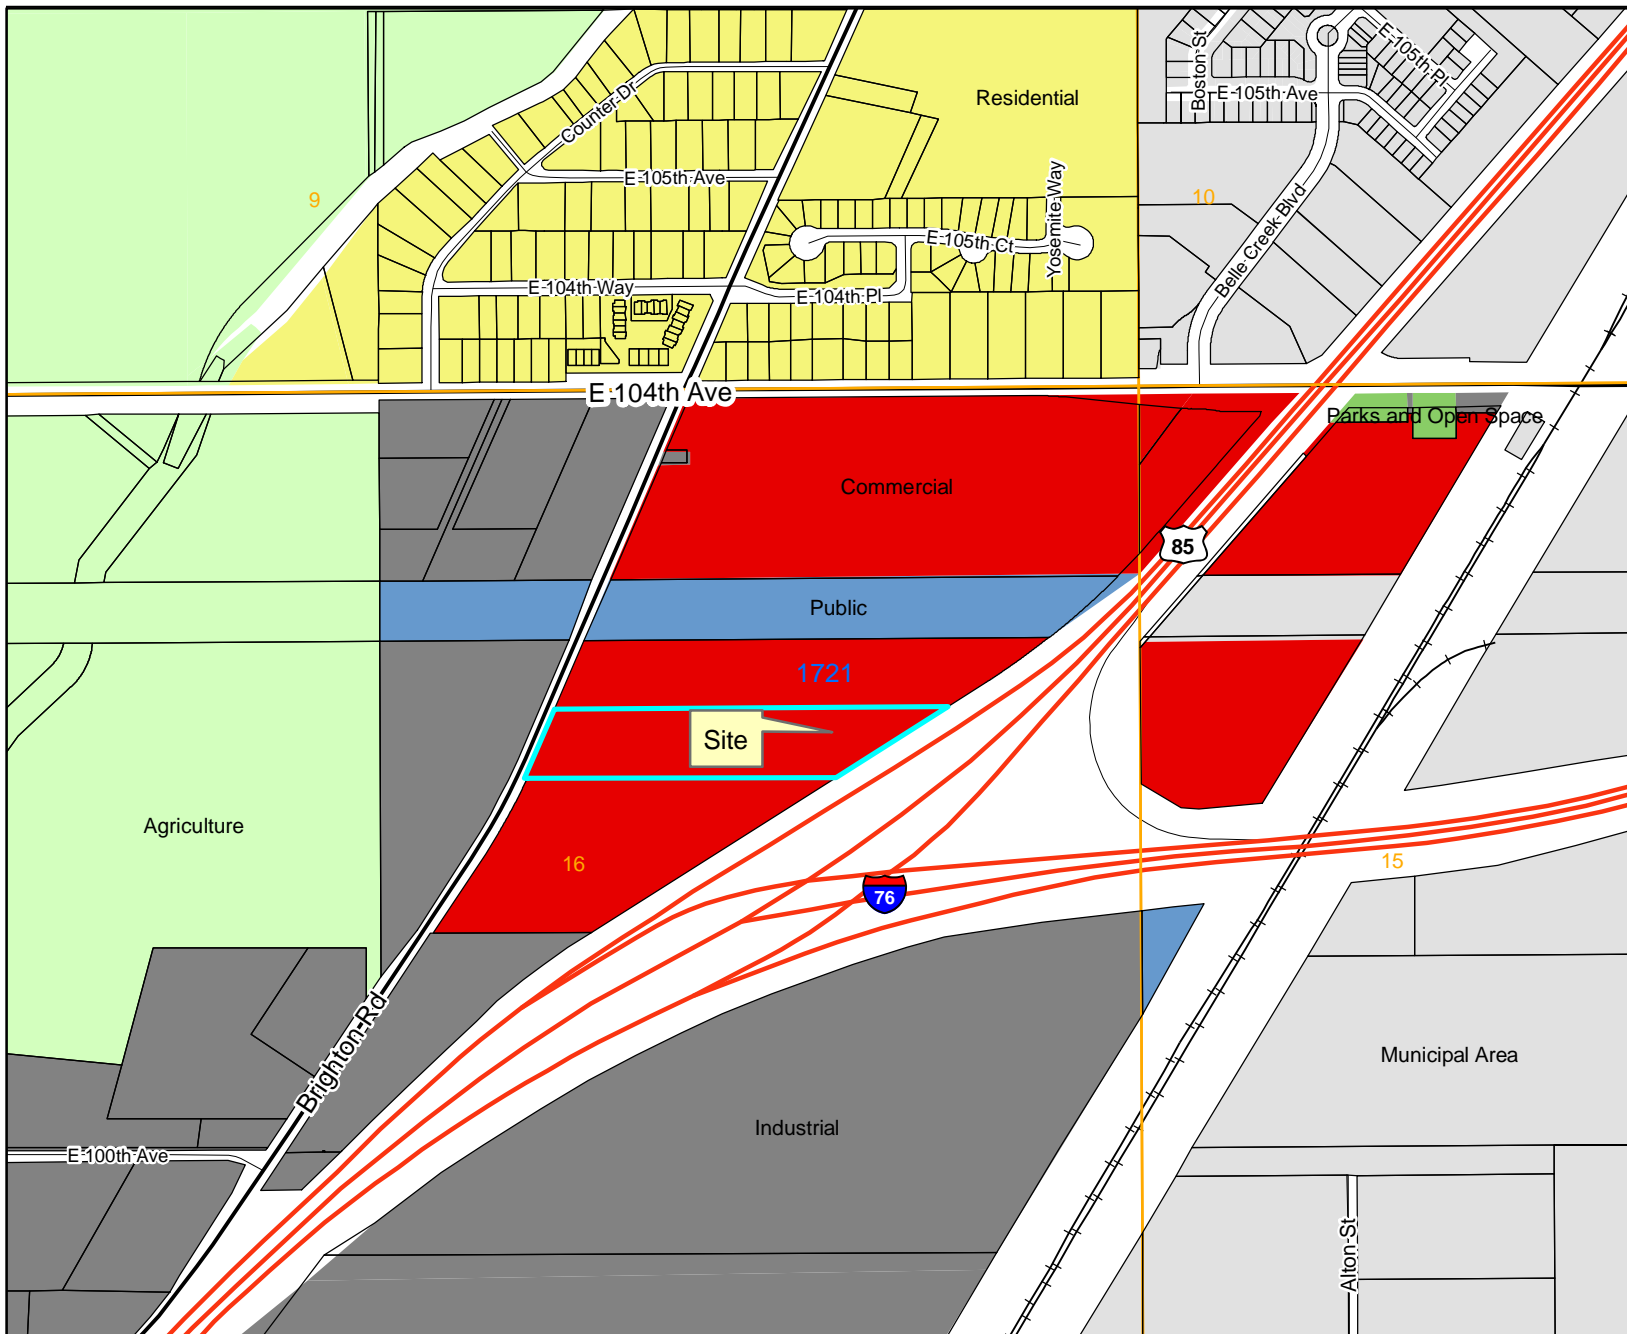 Boston St
E 105th Pl
Residential
E 105th Ave
Counter Dr
E 105th Ave
9
10
Yosemite Way
E 105th Ct
Belle Creek Blvd
E 104th Way
E 104th Pl
E 104th Ave
Parks and Open Space
Commercial
85
Public
1721
Site
Agriculture
16
15
76
Brighton Rd
Municipal Area
Industrial
E 100th Ave
Alton St